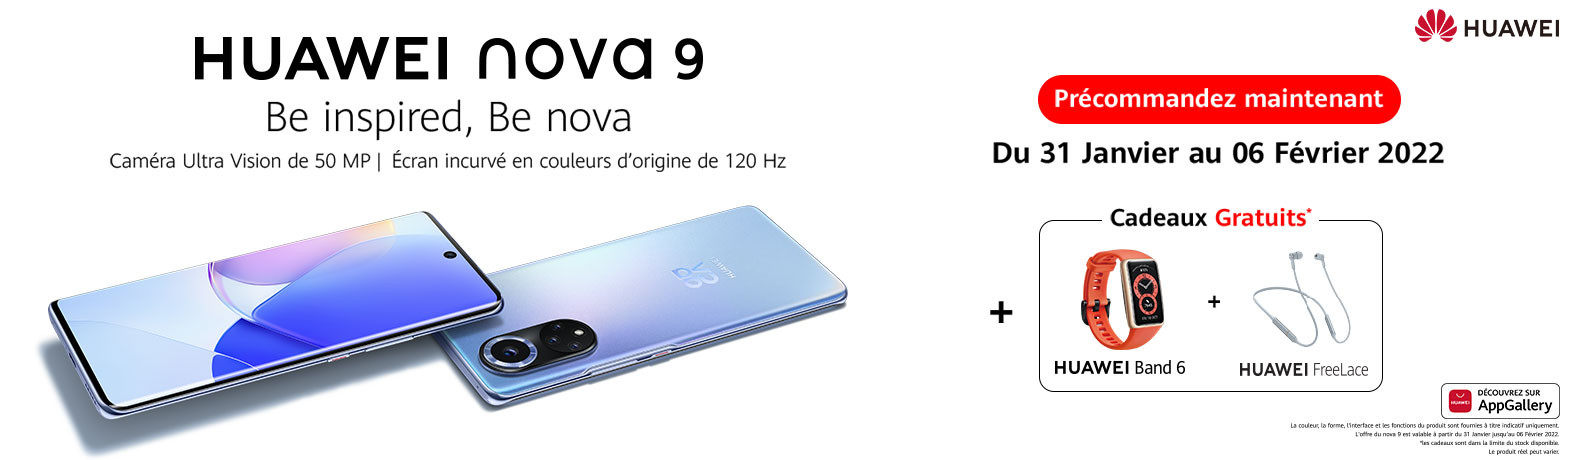 HUAWEI
HUAWEI nova 9
Be inspired, Be nova
Caméra Ultra Vision de 50 MP | Écran incurvé en couleurs d'origine de 120 Hz
Précommandez maintenant
Du 31 Janvier au 06 Février 2022
Cadeaux Gratuits*
HUAWEI
+
+
HUAWEI Band 6
HUAWEI FreeLace
HUAWEI
DÉCOUVREZ SUR
AppGallery
La couleur, la forme, l'interface et les fonctions du produit sont fournies à titre indicatif uniquement.
L'offre du nova 9 est valable à partir du 31 Janvier jusqu'au 06 Février 2022.
*les cadeaux sont dans la limite du stock disponible.
Le produit réel peut varier.